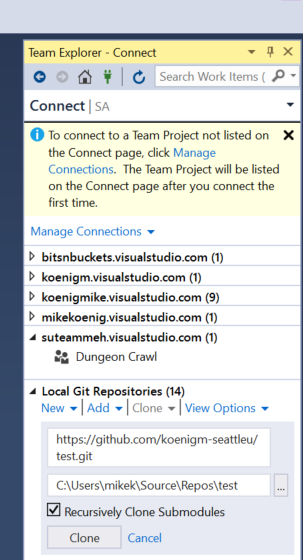 Team Explorer - Connect
Search Work Items (
Connect | SA
To connect to a Team Project not listed on
the Connect page, click Manage
Connections. The Team Project will be listed
on the Connect page after you connect the
first time.
Manage Connections
bitsnbuckets.visualstudio.com (1)
koenigm.visualstudio.com (1)
koenigmike.visualstudio.com (9)
mikekoenig.visualstudio.com (1)
suteammeh.visualstudio.com (1)
Dungeon Crawl
Local Git Repositories (14)
New | Add | Clone | View Options
https://github.com/koenigm-seattleu/
test.git
C:\Users\mikek\Source\Repos\test
...
Recursively Clone Submodules
Clone Cancel